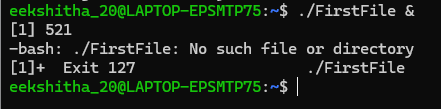 eekshitha_20@LAPTOP-EPSMTP75:~$ ./FirstFile &
[1] 521
-bash: ./FirstFile: No such file or directory
[1]+  Exit 127                ./FirstFile
eekshitha_20@LAPTOP-EPSMTP75:~$